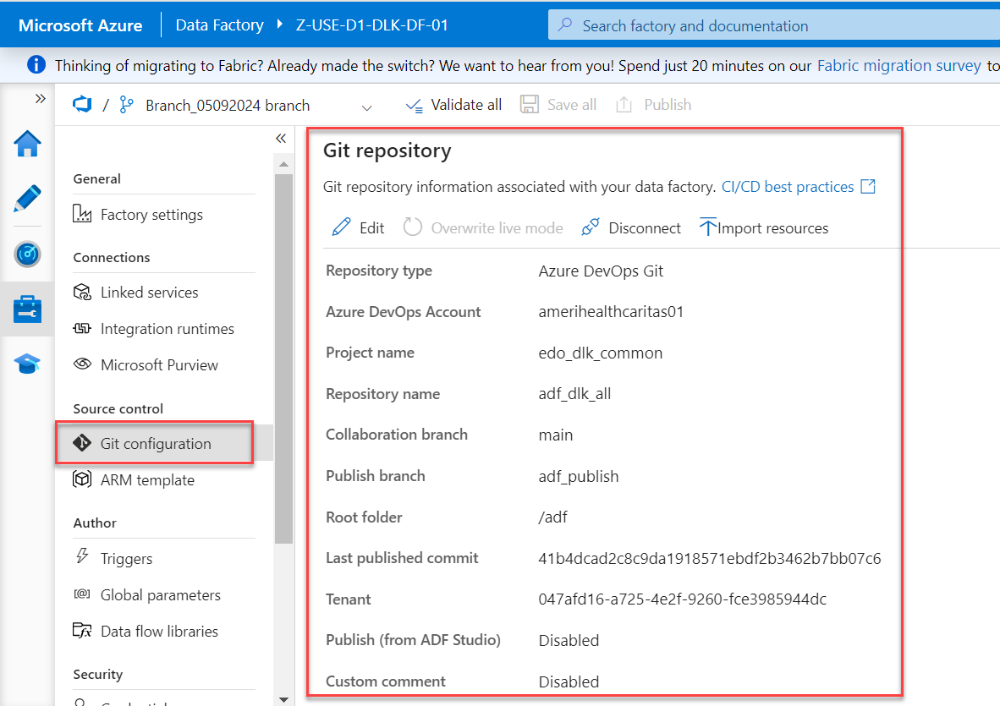 Microsoft Azure Data Factory Z-USE-D1-DLK-DF-01 Search factory and documentation
Thinking of migrating to Fabric? Already made the switch? We want to hear from you! Spend just 20 minutes on our Fabric migration survey to
/ Branch_05092024 branch Validate all Save all Publish
General
Factory settings
Connections
Linked services
Integration runtimes
Microsoft Purview
Source control
Git configuration
ARM template
Author
Triggers
Global parameters
Data flow libraries
Security
Git repository
Git repository information associated with your data factory. CI/CD best practices
Edit Overwrite live mode Disconnect Import resources
Repository type Azure DevOps Git
Azure DevOps Account amerihealthcaritas01
Project name edo_dlk_common
Repository name adf_dlk_all
Collaboration branch main
Publish branch adf_publish
Root folder /adf
Last published commit 41b4dcad2c8c9da1918571ebdf2b3462b7bb07c6
Tenant 047afd16-a725-4e2f-9260-fce3985944dc
Publish (from ADF Studio) Disabled
Custom comment Disabled